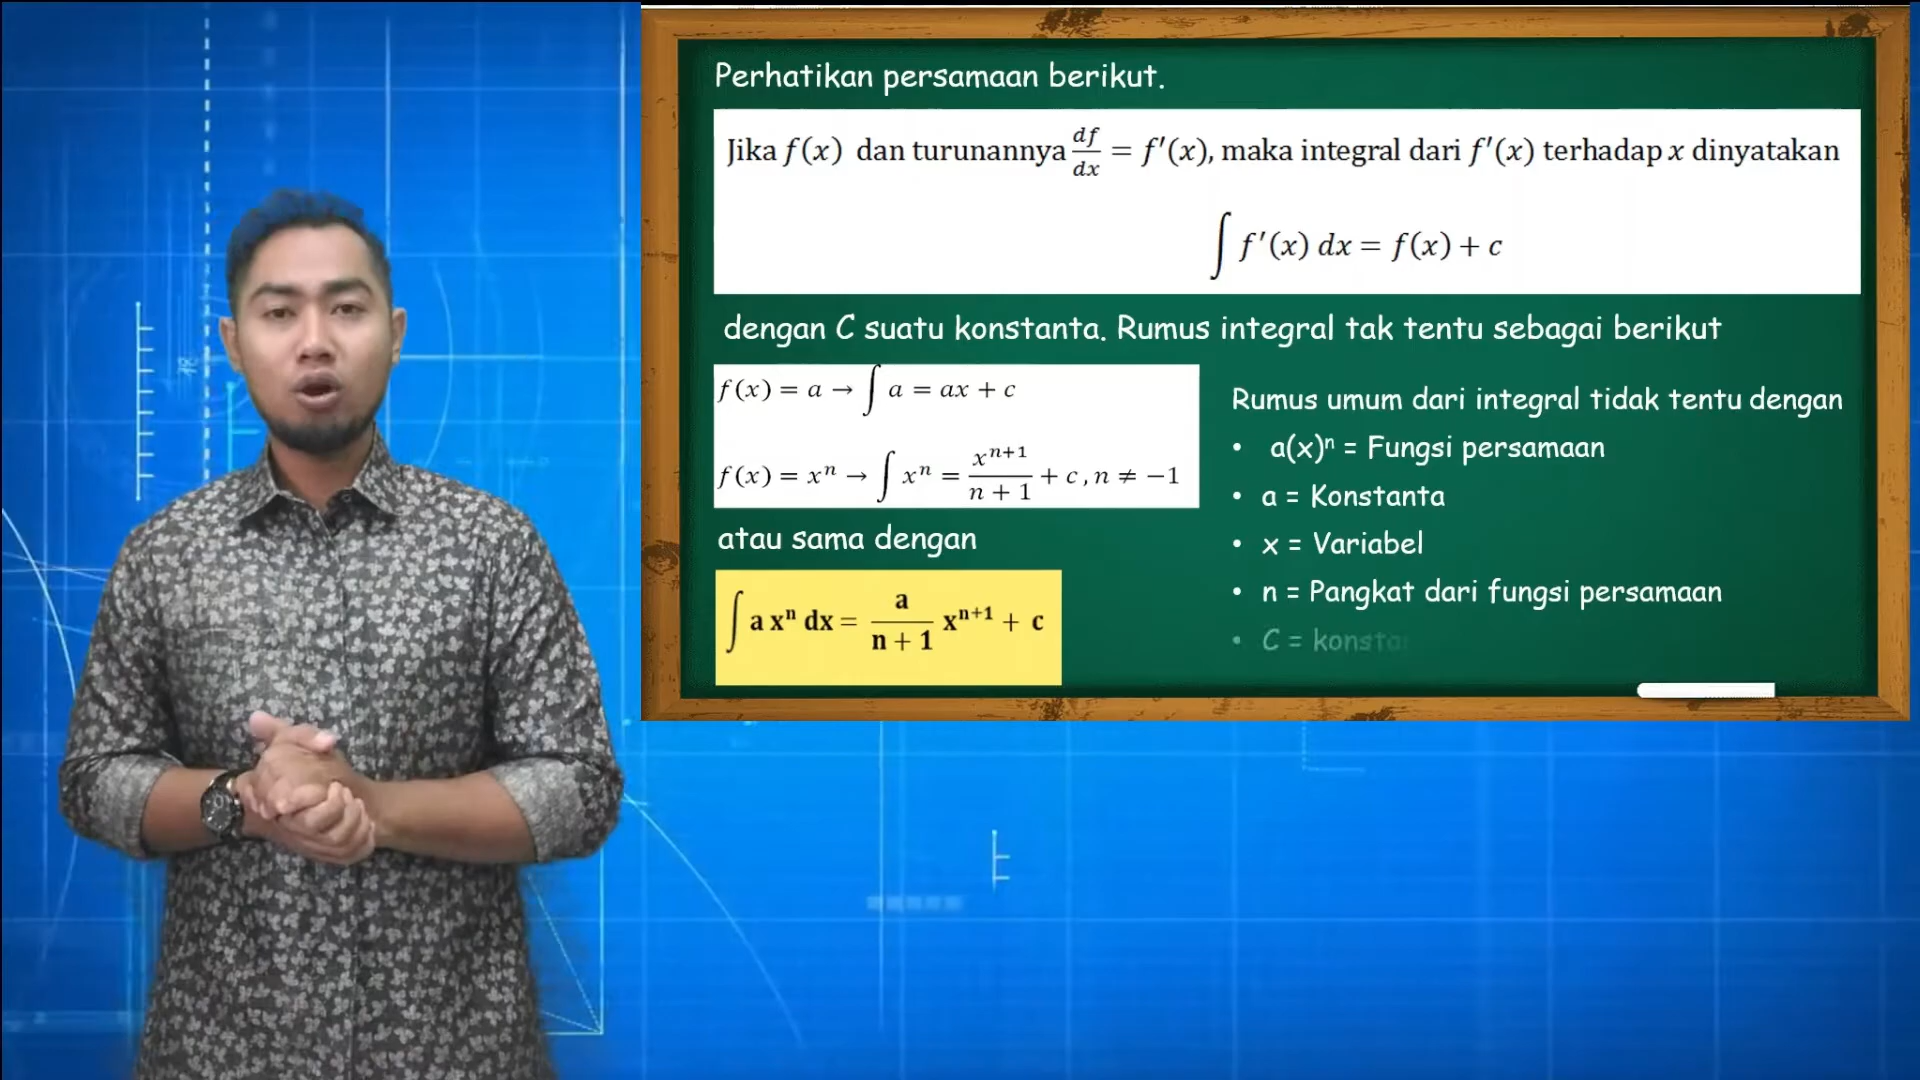 Perhatikan persamaan berikut.
Jika f(x) dan turunannya df/dx = f'(x), maka integral dari f'(x) terhadap x dinyatakan
∫ f'(x) dx = f(x) + c
dengan C suatu konstanta. Rumus integral tak tentu sebagai berikut
f(x) = a → ∫ a = ax + c
f(x) = xⁿ → ∫ xⁿ = xⁿ⁺¹/(n + 1) + c, n ≠ −1
atau sama dengan
∫ a xⁿ dx = a/(n + 1) xⁿ⁺¹ + c
Rumus umum dari integral tidak tentu dengan
• a(x)ⁿ = Fungsi persamaan
• a = Konstanta
• x = Variabel
• n = Pangkat dari fungsi persamaan
• C = konsta